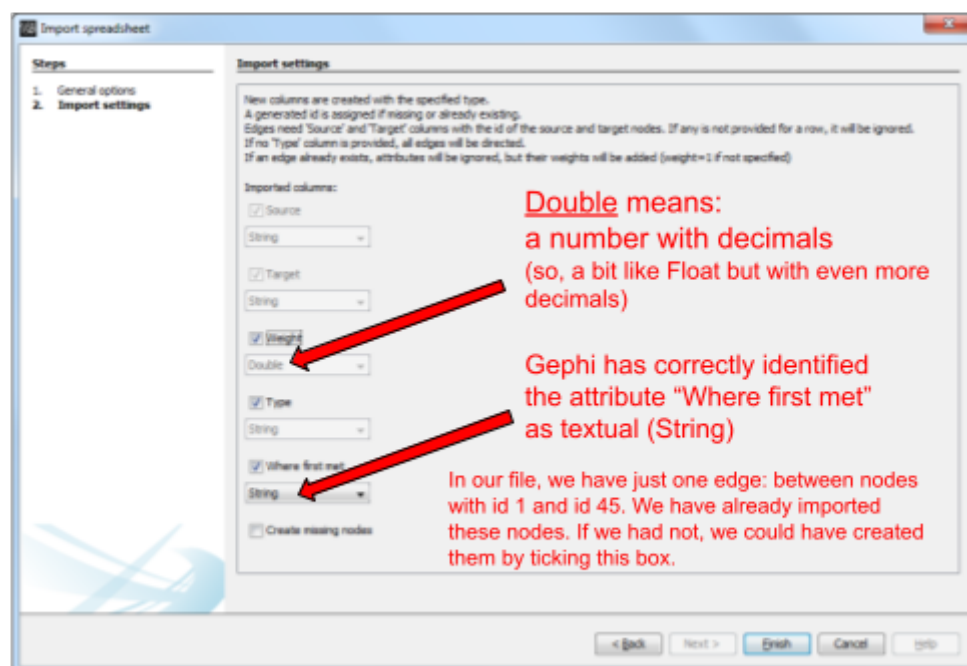 Import spreadsheet
Steps
1. General options
2. Import settings
Import settings
New columns are created with the specified type.
A generated id is assigned if missing or already existing.
Edges need 'Source' and 'Target' columns with the id of the source and target nodes. If any is not provided for a row, it will be ignored.
If no 'Type' column is provided, all edges will be directed.
If an edge already exists, attributes will be ignored, but their weights will be added (weight=1 if not specified)
Imported columns:
Source
String
Target
String
Weight
Double
Type
String
Where first met
String
Create missing nodes
Double means:
a number with decimals
(so, a bit like Float but with even more
decimals)
Gephi has correctly identified
the attribute “Where first met”
as textual (String)
In our file, we have just one edge: between nodes
with id 1 and id 45. We have already imported
these nodes. If we had not, we could have created
them by ticking this box.
< Back
Next >
Finish
Cancel
Help